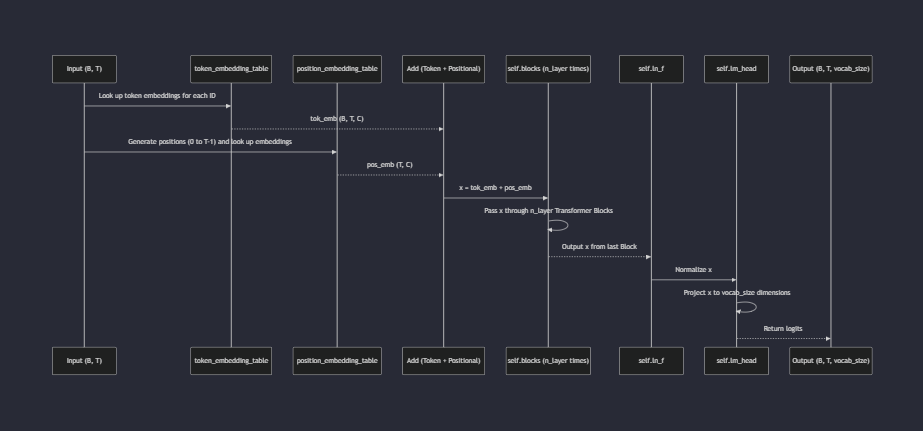 Input (B, T)
token_embedding_table
position_embedding_table
Add (Token + Positional)
self.blocks (n_layer times)
self.ln_f
self.lm_head
Output (B, T, vocab_size)
Look up token embeddings for each ID
tok_emb (B, T, C)
Generate positions (0 to T-1) and look up embeddings
pos_emb (T, C)
x = tok_emb + pos_emb
Pass x through n_layer Transformer Blocks
Output x from last Block
Normalize x
Project x to vocab_size dimensions
Return logits
Input (B, T)
token_embedding_table
position_embedding_table
Add (Token + Positional)
self.blocks (n_layer times)
self.ln_f
self.lm_head
Output (B, T, vocab_size)